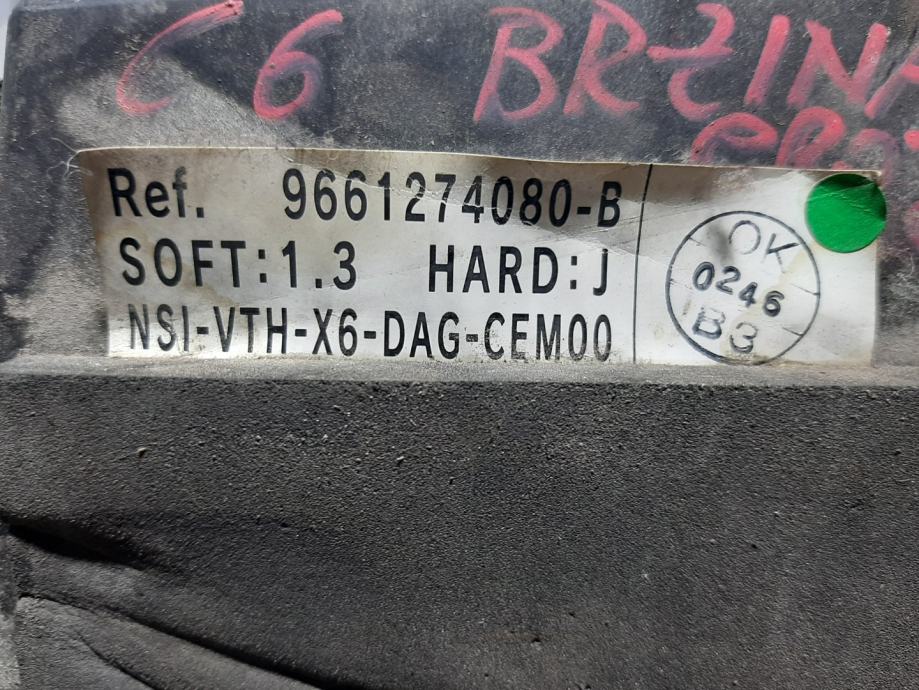 C6 BRZINA
Ref. 9661274080-B
SOFT:1.3 HARD:J
NSI-VTH-X6-DAG-CEM00
OK
0246
B3